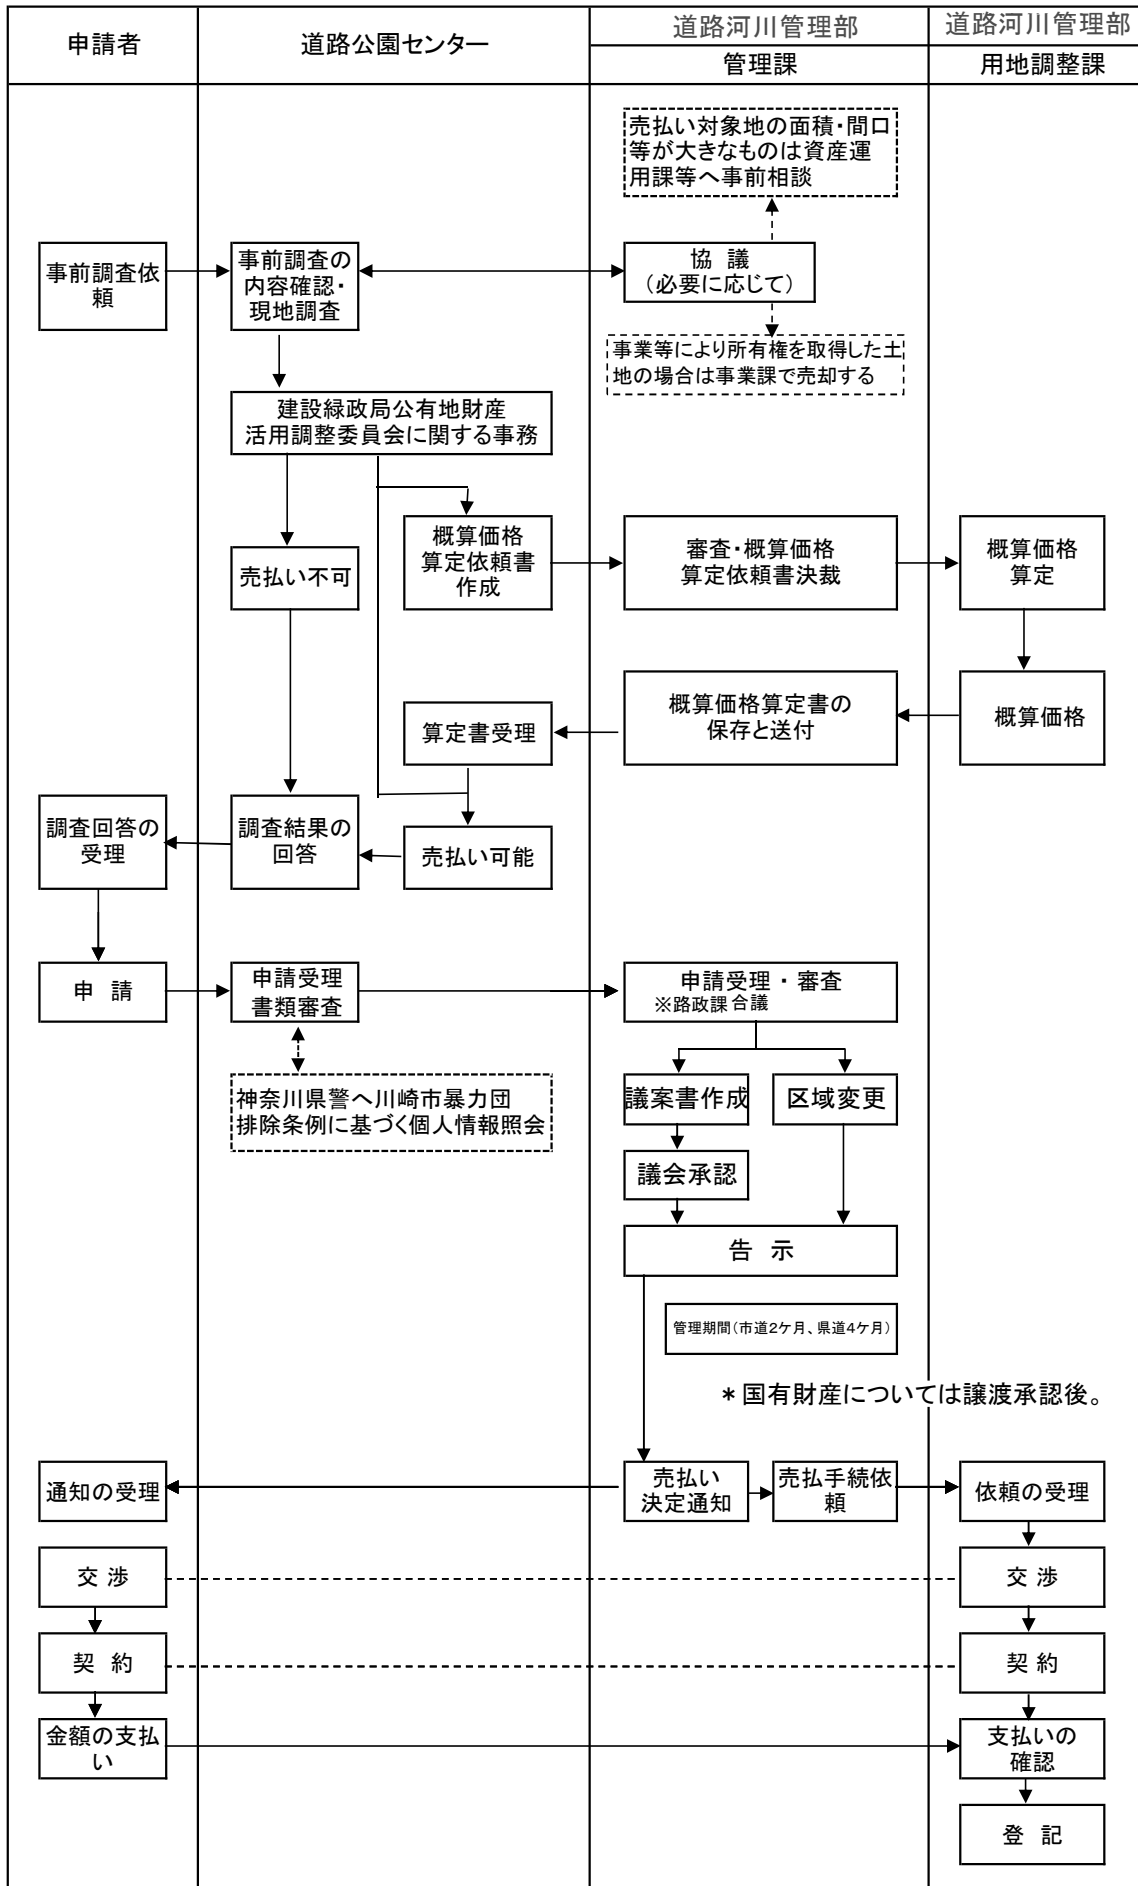 申請者
道路公園センター
道路河川管理部
管理課
道路河川管理部
用地調整課
売払い対象地の面積・間口
等が大きなものは資産運
用課等へ事前相談
事前調査依
頼
事前調査の
内容確認・
現地調査
協 議
（必要に応じて）
事業等により所有権を取得した土
地の場合は事業課で売却する
建設緑政局公有地財産
活用調整委員会に関する事務
売払い不可
概算価格
算定依頼書
作成
審査・概算価格
算定依頼書決裁
概算価格
算定
算定書受理
概算価格算定書の
保存と送付
概算価格
調査回答の
受理
調査結果の
回答
売払い可能
申 請
申請受理
書類審査
申請受理 ・ 審査
※路政課 合議
神奈川県警へ川崎市暴力団
排除条例に基づく個人情報照会
議案書作成
区域変更
議会承認
告 示
管理期間（市道2ケ月、県道4ケ月）
＊国有財産については譲渡承認後。
通知の受理
売払い
決定通知
売払手続依
頼
依頼の受理
交 渉
交 渉
契 約
契 約
金額の支払
い
支払いの
確認
登 記